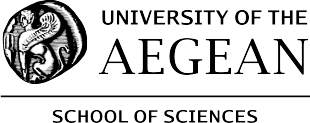 UNIVERSITY OF THE
AEGEAN
SCHOOL OF SCIENCES